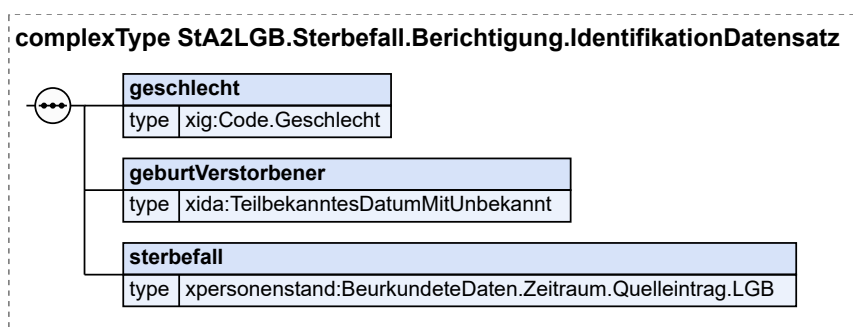 complexType StA2LGB.Sterbefall.Berichtigung.IdentifikationDatensatz
geschlecht
type xig:Code.Geschlecht
geburtVerstorbener
type xida:TeilbekanntesDatumMitUnbekannt
sterbefall
type xpersonenstand:BeurkundeteDaten.Zeitraum.Quelleintrag.LGB